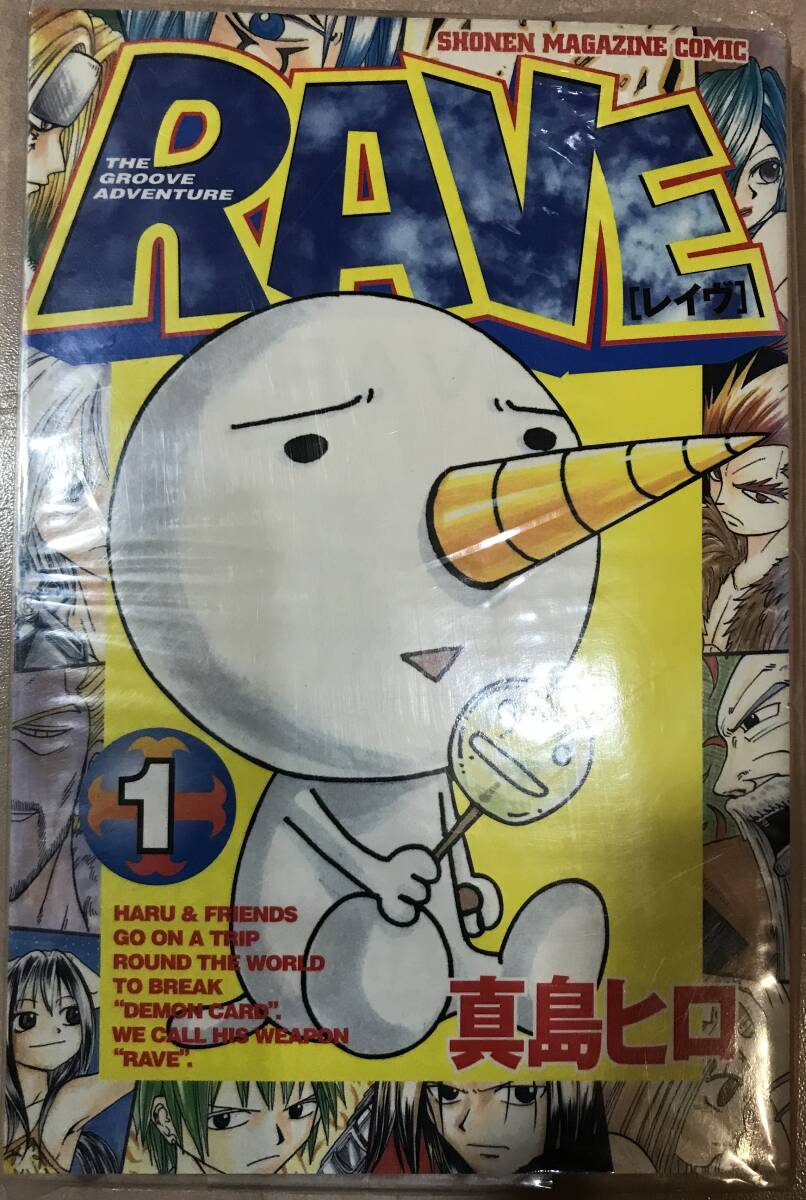 SHONEN MAGAZINE COMIC
RAVE
THE
GROOVE
ADVENTURE
[レイヴ]
1
HARU & FRIENDS
GO ON A TRIP
ROUND THE WORLD
TO BREAK
“DEMON CARD”.
WE CALL HIS WEAPON
“RAVE”.
真島ヒロ